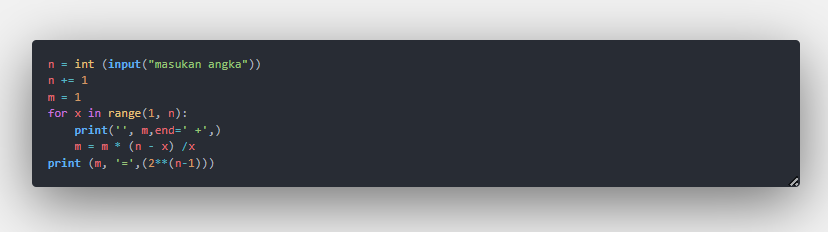 n = int (input("masukan angka"))
n += 1
m = 1
for x in range(1, n):
    print('', m,end=' +',)
    m = m * (n - x) /x
print (m, '=',(2**(n-1)))